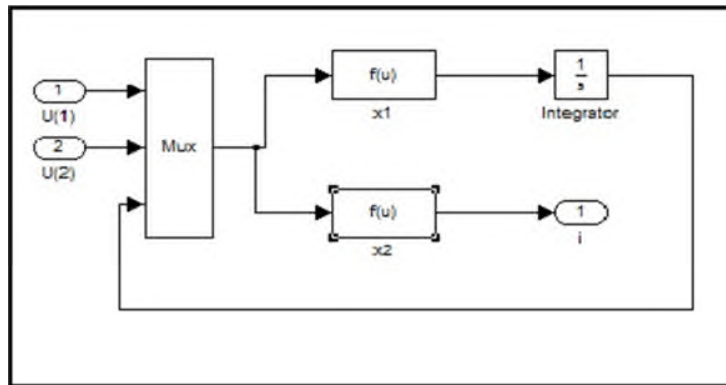 1
U(1)
2
U(2)
Mux
f(u)
x1
1
s
Integrator
f(u)
x2
1
i